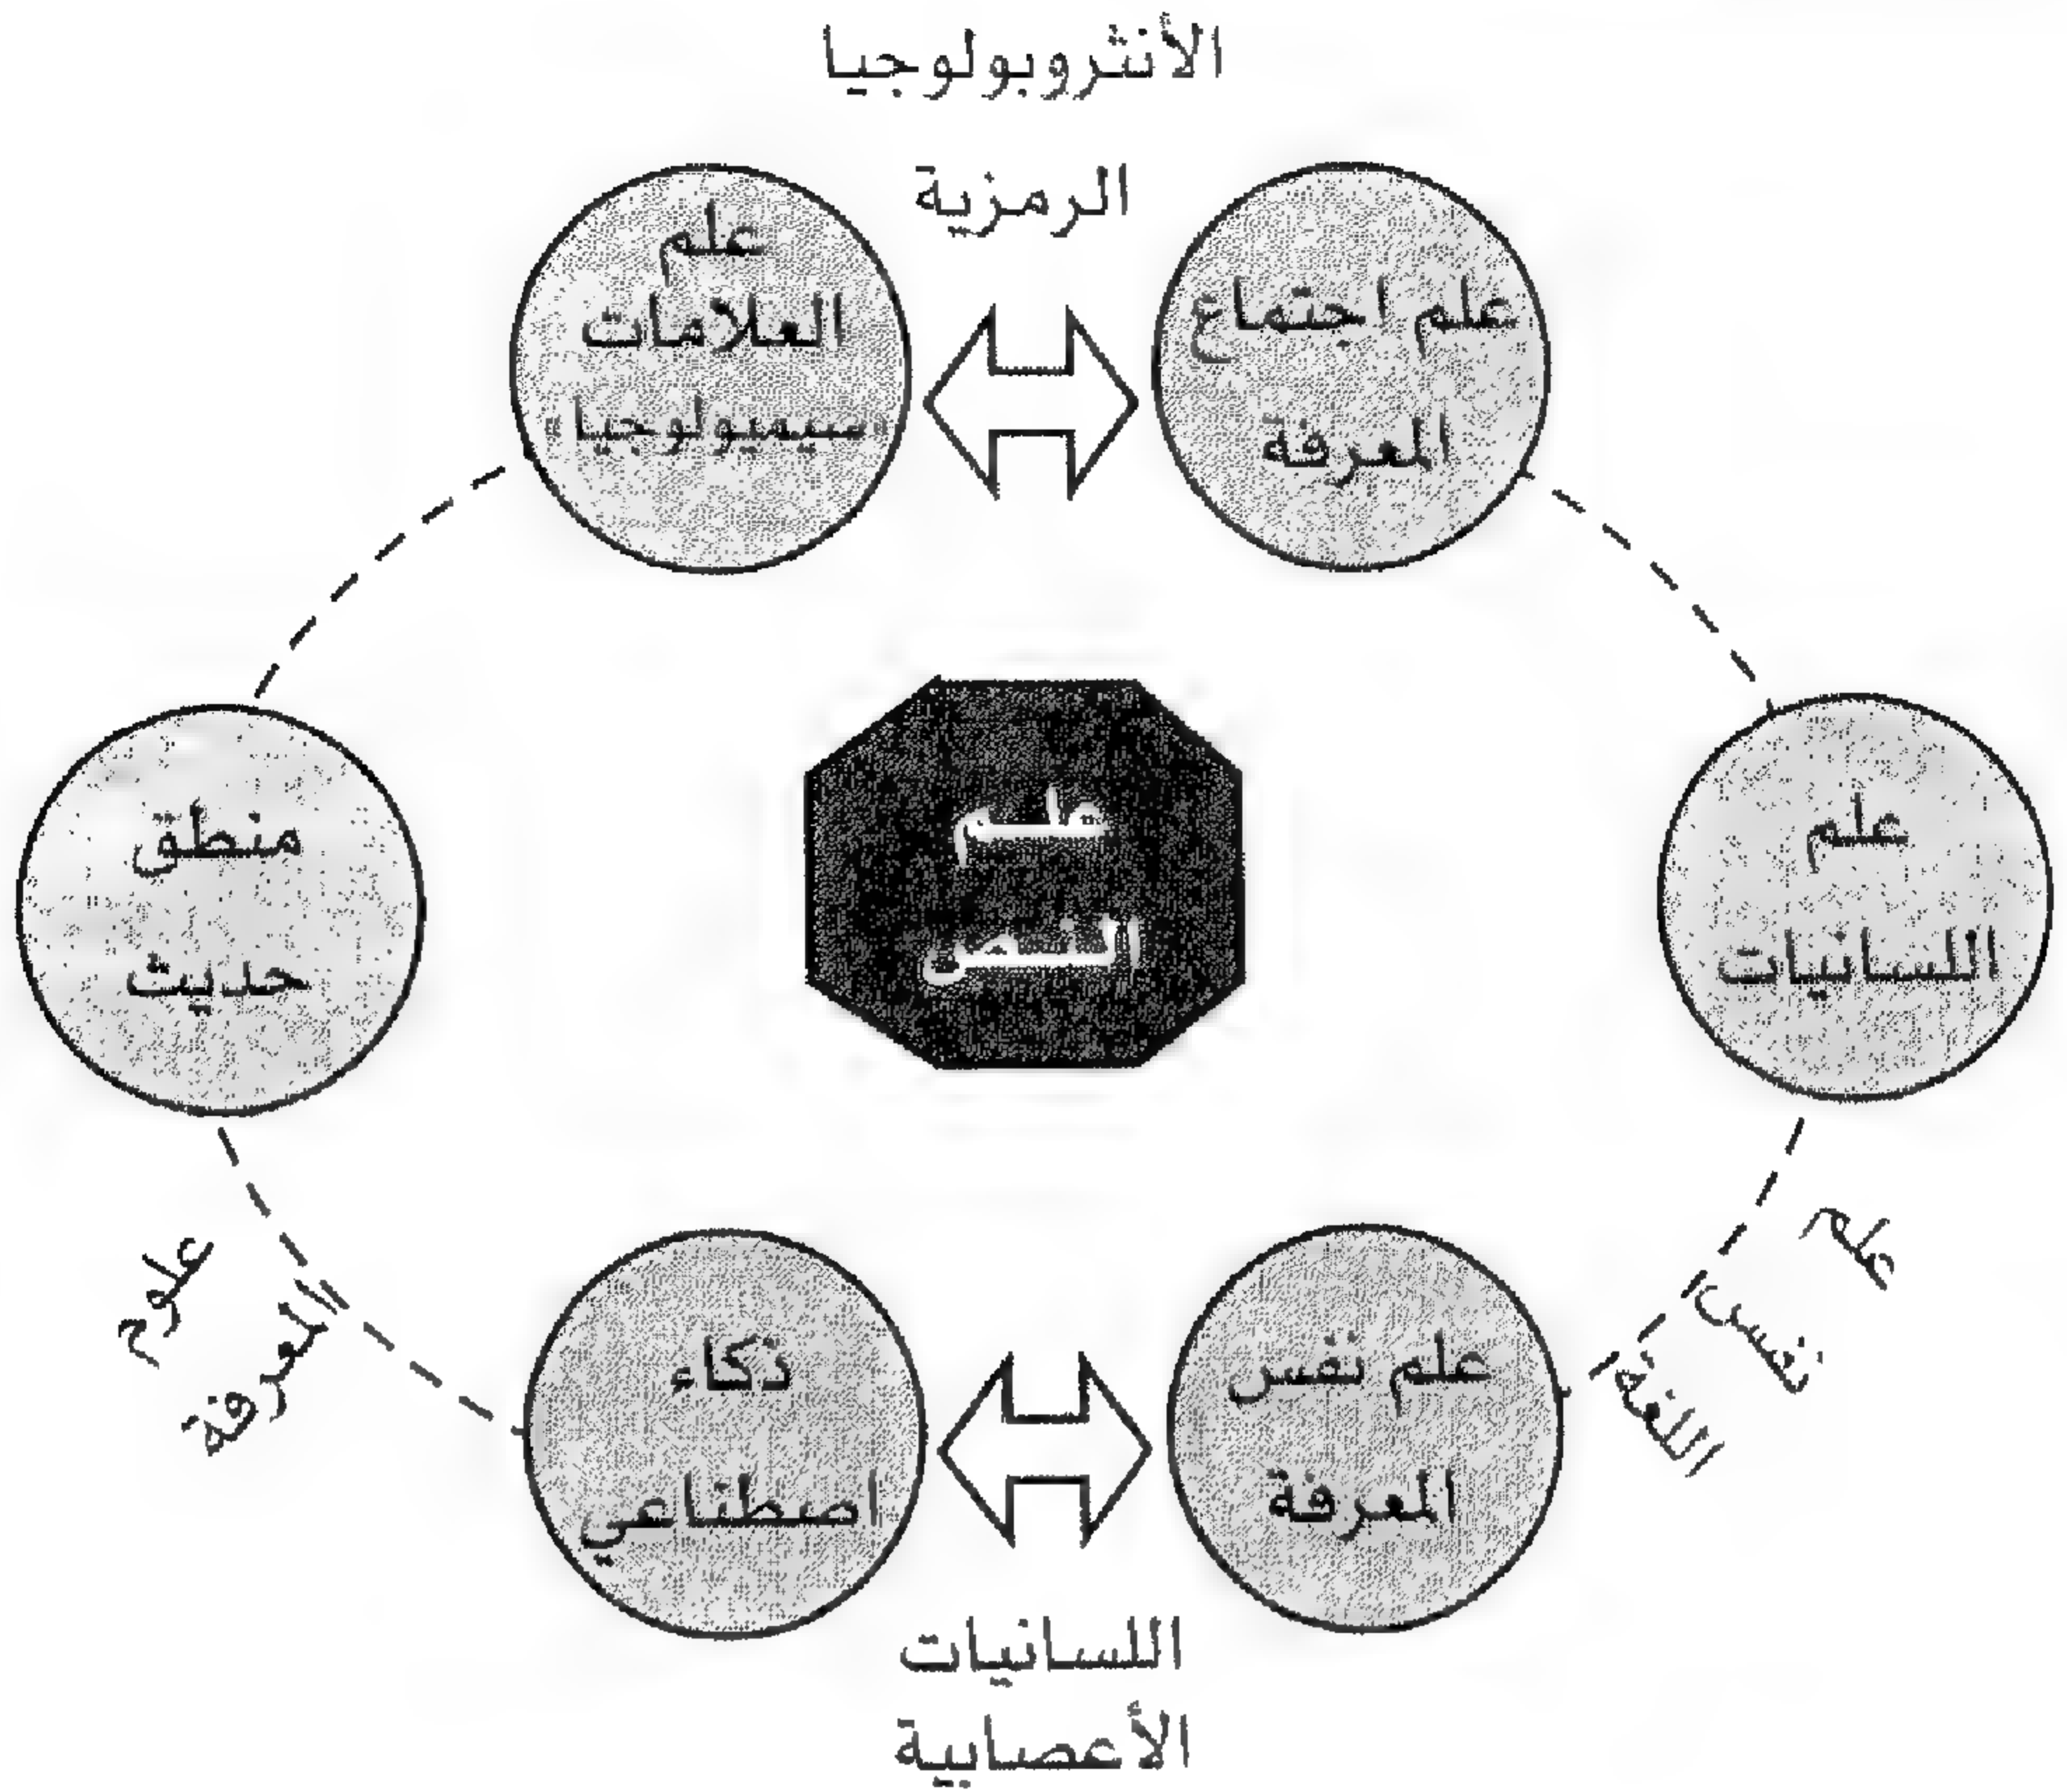 الأنثروبولوجيا
الرمزية
علم اجتماع
المعرفة
علم
العلامات
«سيميولوجيا»
علم
اللسانيات
علم
النص
منطق
حديث
علم
نفس
اللغة
علوم
المعرفة
علم نفس
المعرفة
ذكاء
اصطناعي
اللسانيات
الأعصابية